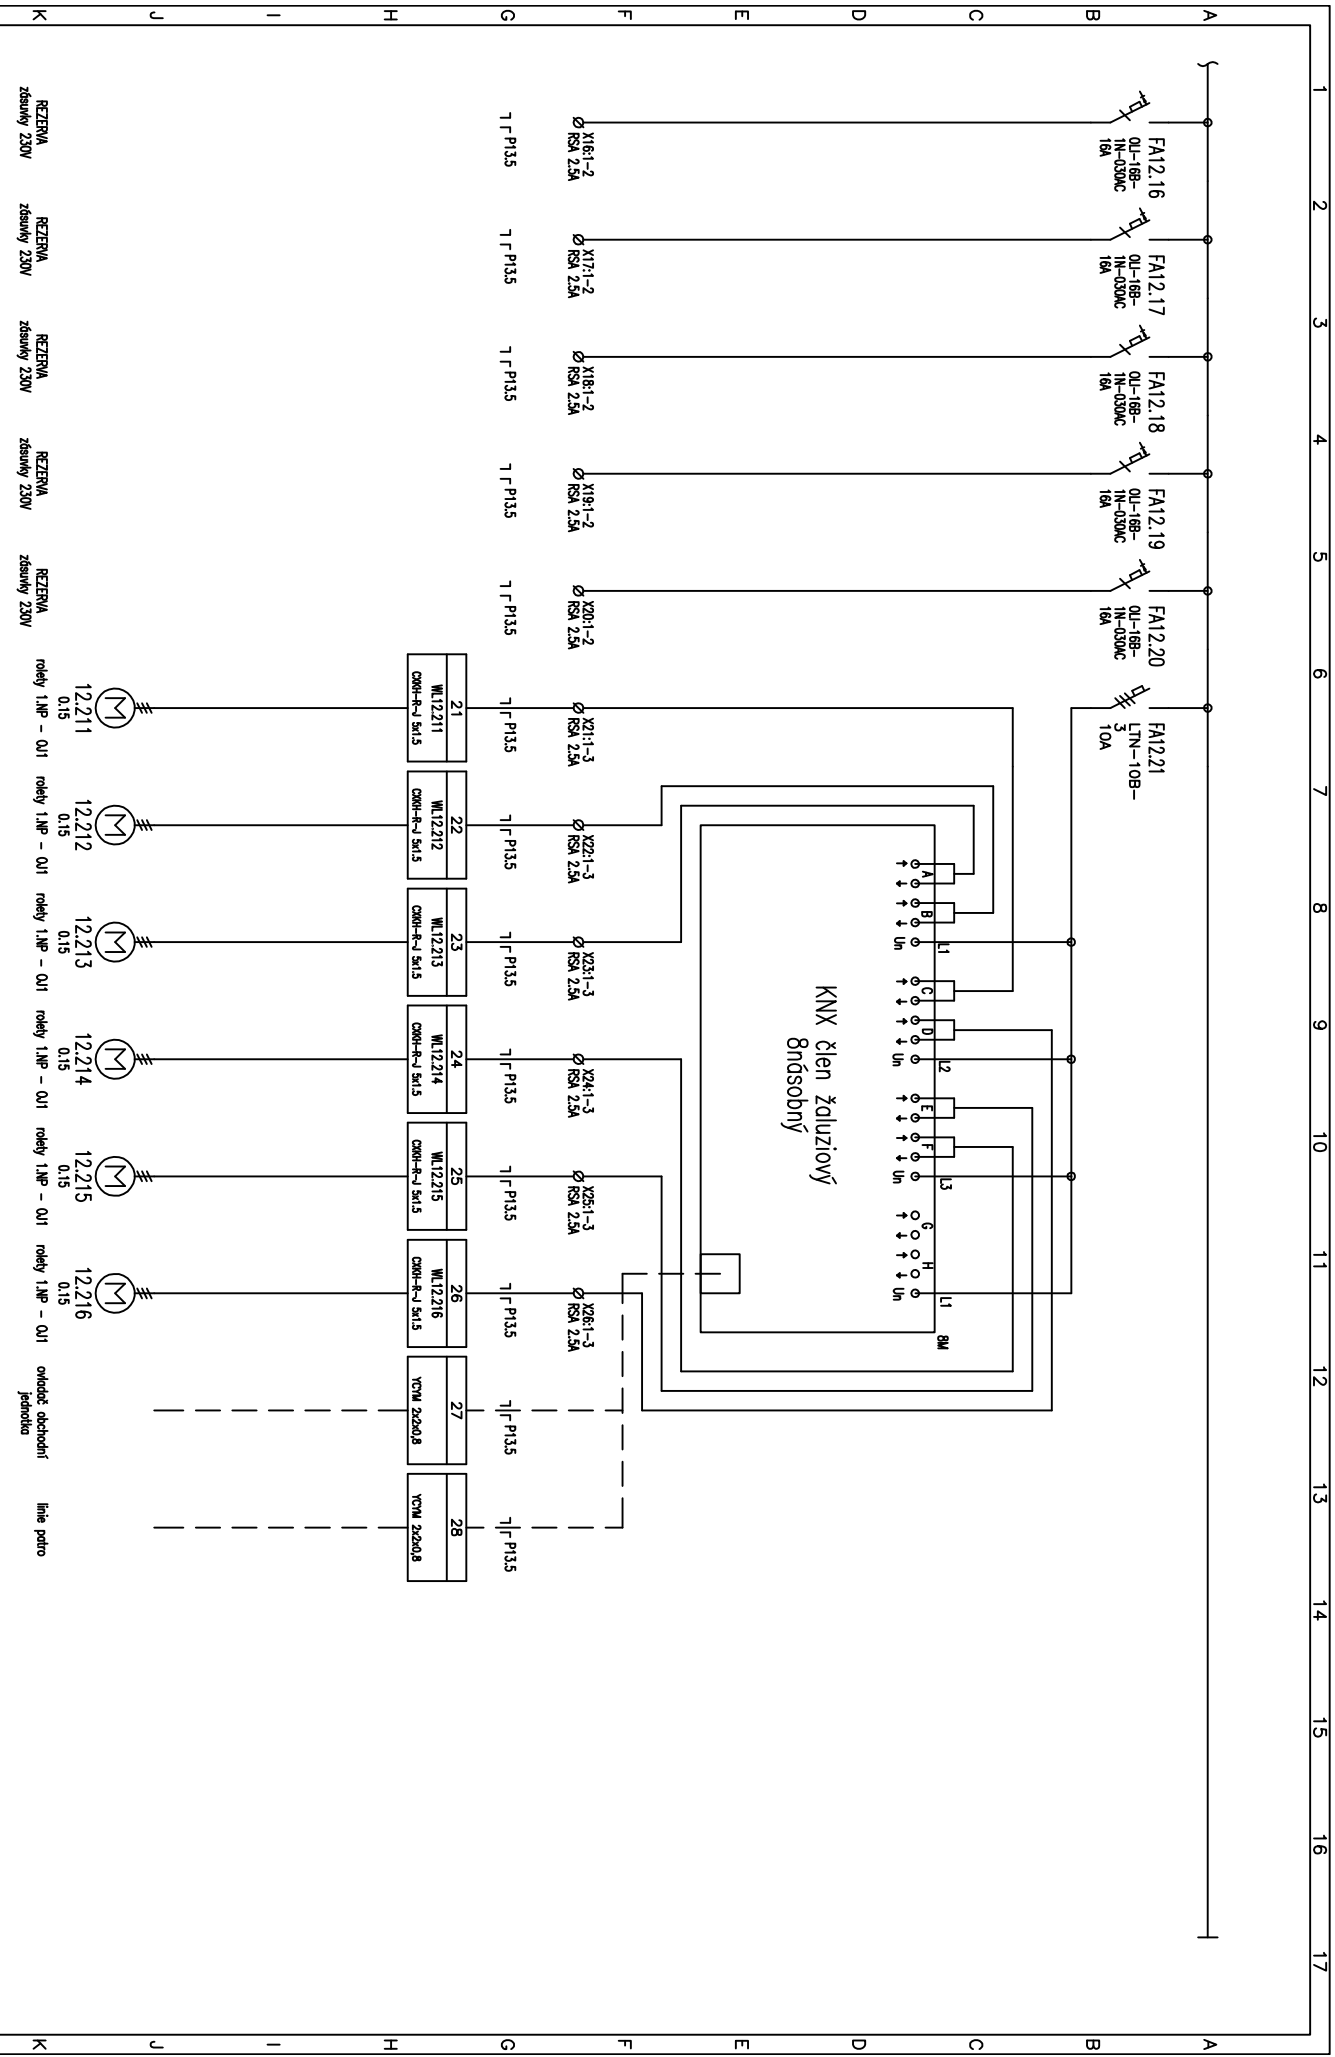 1 2 3 4 5 6 7 8 9 10 11 12 13 14 15 16 17
A
B
C
D
E
F
G
H
I
J
K
A
B
C
D
E
F
G
H
I
J
K
FA12.16
OLI-16B-
1N-030AC
16A
FA12.17
OLI-16B-
1N-030AC
16A
FA12.18
OLI-16B-
1N-030AC
16A
FA12.19
OLI-16B-
1N-030AC
16A
FA12.20
OLI-16B-
1N-030AC
16A
FA12.21
LTN-10B-
3
10A
L1
L2
L3
L1
8M
A
B
Un
C
D
Un
E
F
Un
G
H
Un
KNX člen žaluziový
8násobný
X16:1-2
RSA 2.5A
X17:1-2
RSA 2.5A
X18:1-2
RSA 2.5A
X19:1-2
RSA 2.5A
X20:1-2
RSA 2.5A
X21:1-3
RSA 2.5A
X22:1-3
RSA 2.5A
X23:1-3
RSA 2.5A
X24:1-3
RSA 2.5A
X25:1-3
RSA 2.5A
X26:1-3
RSA 2.5A
P13.5
P13.5
P13.5
P13.5
P13.5
P13.5
P13.5
P13.5
P13.5
P13.5
P13.5
P13.5
P13.5
21
WL12.211
CXKH-R-J 5x1.5
22
WL12.212
CXKH-R-J 5x1.5
23
WL12.213
CXKH-R-J 5x1.5
24
WL12.214
CXKH-R-J 5x1.5
25
WL12.215
CXKH-R-J 5x1.5
26
WL12.216
CXKH-R-J 5x1.5
27
YCYM 2x2x0,8
28
YCYM 2x2x0,8
M
12.211
0.15
M
12.212
0.15
M
12.213
0.15
M
12.214
0.15
M
12.215
0.15
M
12.216
0.15
REZERVA
zásuvky 230V
REZERVA
zásuvky 230V
REZERVA
zásuvky 230V
REZERVA
zásuvky 230V
REZERVA
zásuvky 230V
rolety 1.NP - OJ1
rolety 1.NP - OJ1
rolety 1.NP - OJ1
rolety 1.NP - OJ1
rolety 1.NP - OJ1
rolety 1.NP - OJ1
ovladač obchodní
jednotka
linie patro